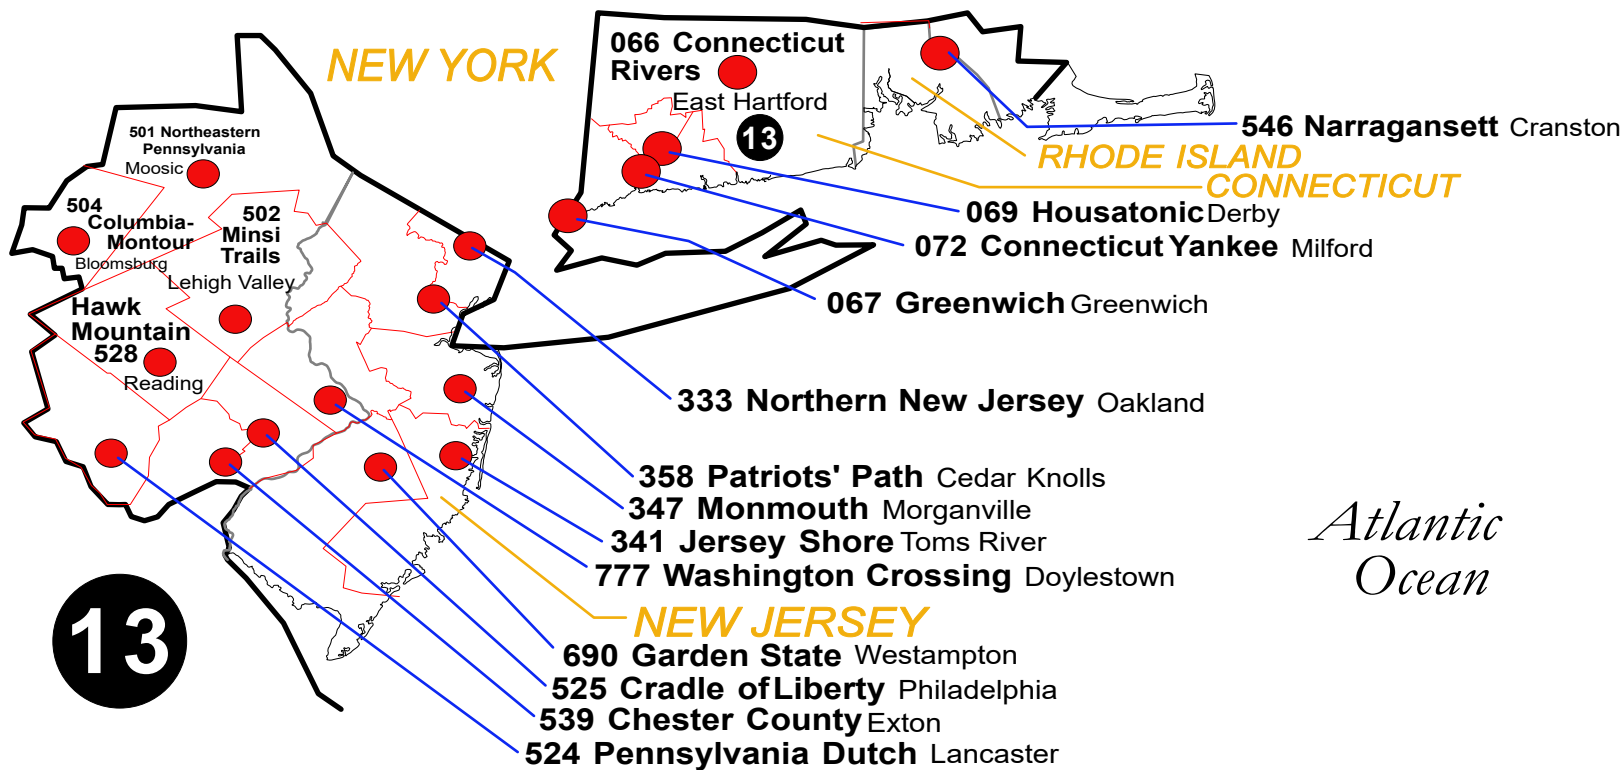 NEW YORK
066 Connecticut
Rivers
East Hartford
13
501 Northeastern
Pennsylvania
Moosic
504
Columbia-
Montour
Bloomsburg
502
Minsi
Trails
Lehigh Valley
Hawk
Mountain
528
Reading
546 Narragansett Cranston
RHODE ISLAND
CONNECTICUT
069 Housatonic Derby
072 Connecticut Yankee Milford
067 Greenwich Greenwich
333 Northern New Jersey Oakland
358 Patriots' Path Cedar Knolls
347 Monmouth Morganville
341 Jersey Shore Toms River
777 Washington Crossing Doylestown
NEW JERSEY
690 Garden State Westampton
525 Cradle of Liberty Philadelphia
539 Chester County Exton
524 Pennsylvania Dutch Lancaster
Atlantic
Ocean
13